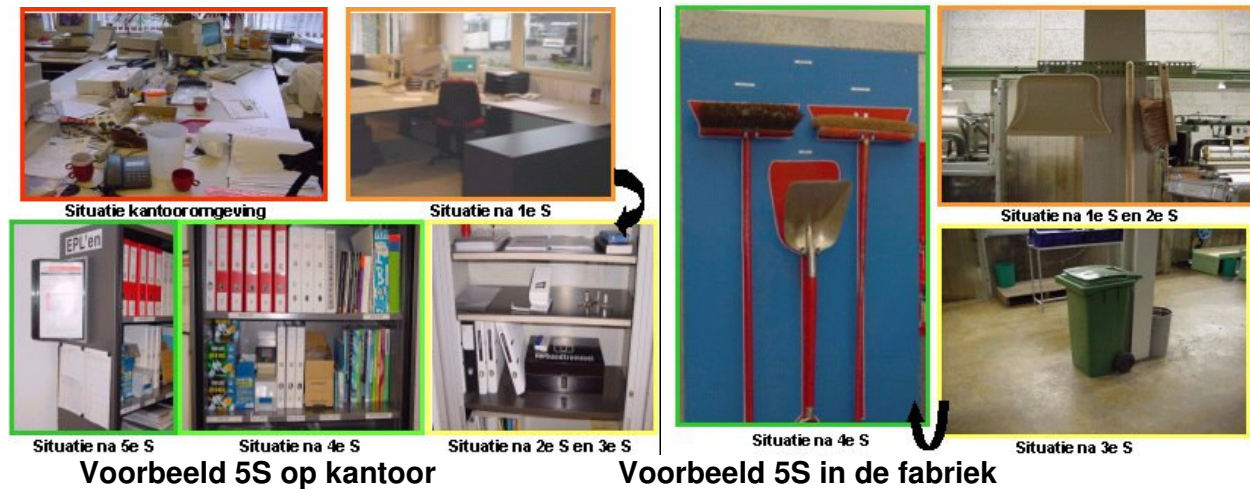 Situatie kantooromgeving
Situatie na 1e S
EPL'en
verbandtrommel
Situatie na 5e S
Situatie na 4e S
Situatie na 2e S en 3e S
Voorbeeld 5S op kantoor
Situatie na 1e S en 2e S
Situatie na 4e S
Situatie na 3e S
Voorbeeld 5S in de fabriek